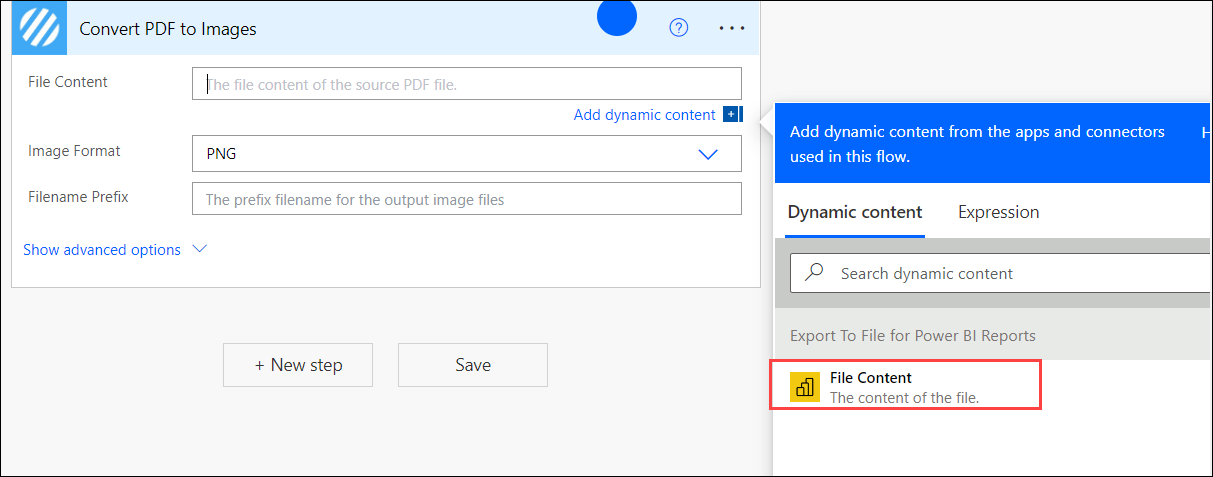 Convert PDF to Images
?
...
File Content
The file content of the source PDF file.
Add dynamic content
+
Image Format
PNG
Filename Prefix
The prefix filename for the output image files
Show advanced options
+ New step
Save
Add dynamic content from the apps and connectors
used in this flow.
H
Dynamic content
Expression
Search dynamic content
Export To File for Power BI Reports
File Content
The content of the file.